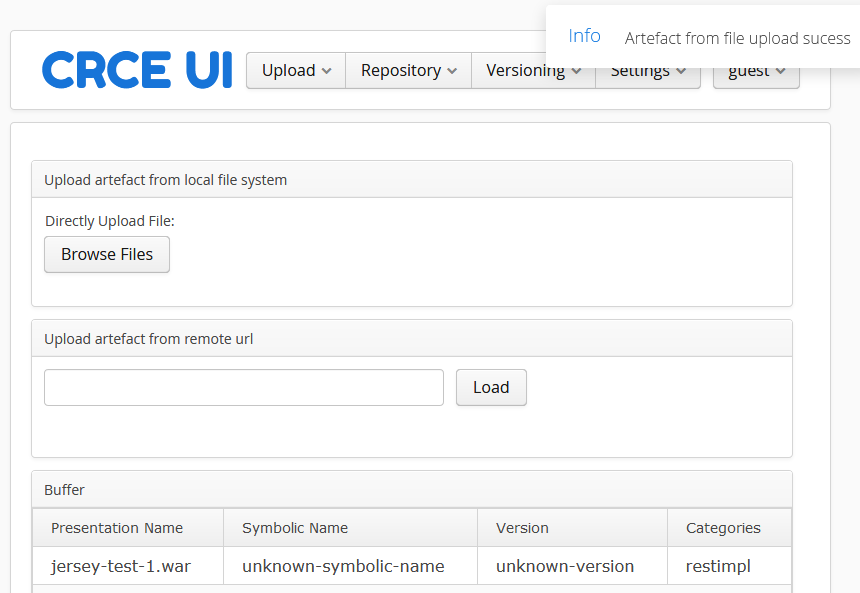 Info Artefact from file upload sucess
CRCE UI Upload Repository Versioning Settings guest
Upload artefact from local file system
Directly Upload File:
Browse Files
Upload artefact from remote url
Load
Buffer
Presentation Name Symbolic Name Version Categories
jersey-test-1.war unknown-symbolic-name unknown-version restimpl